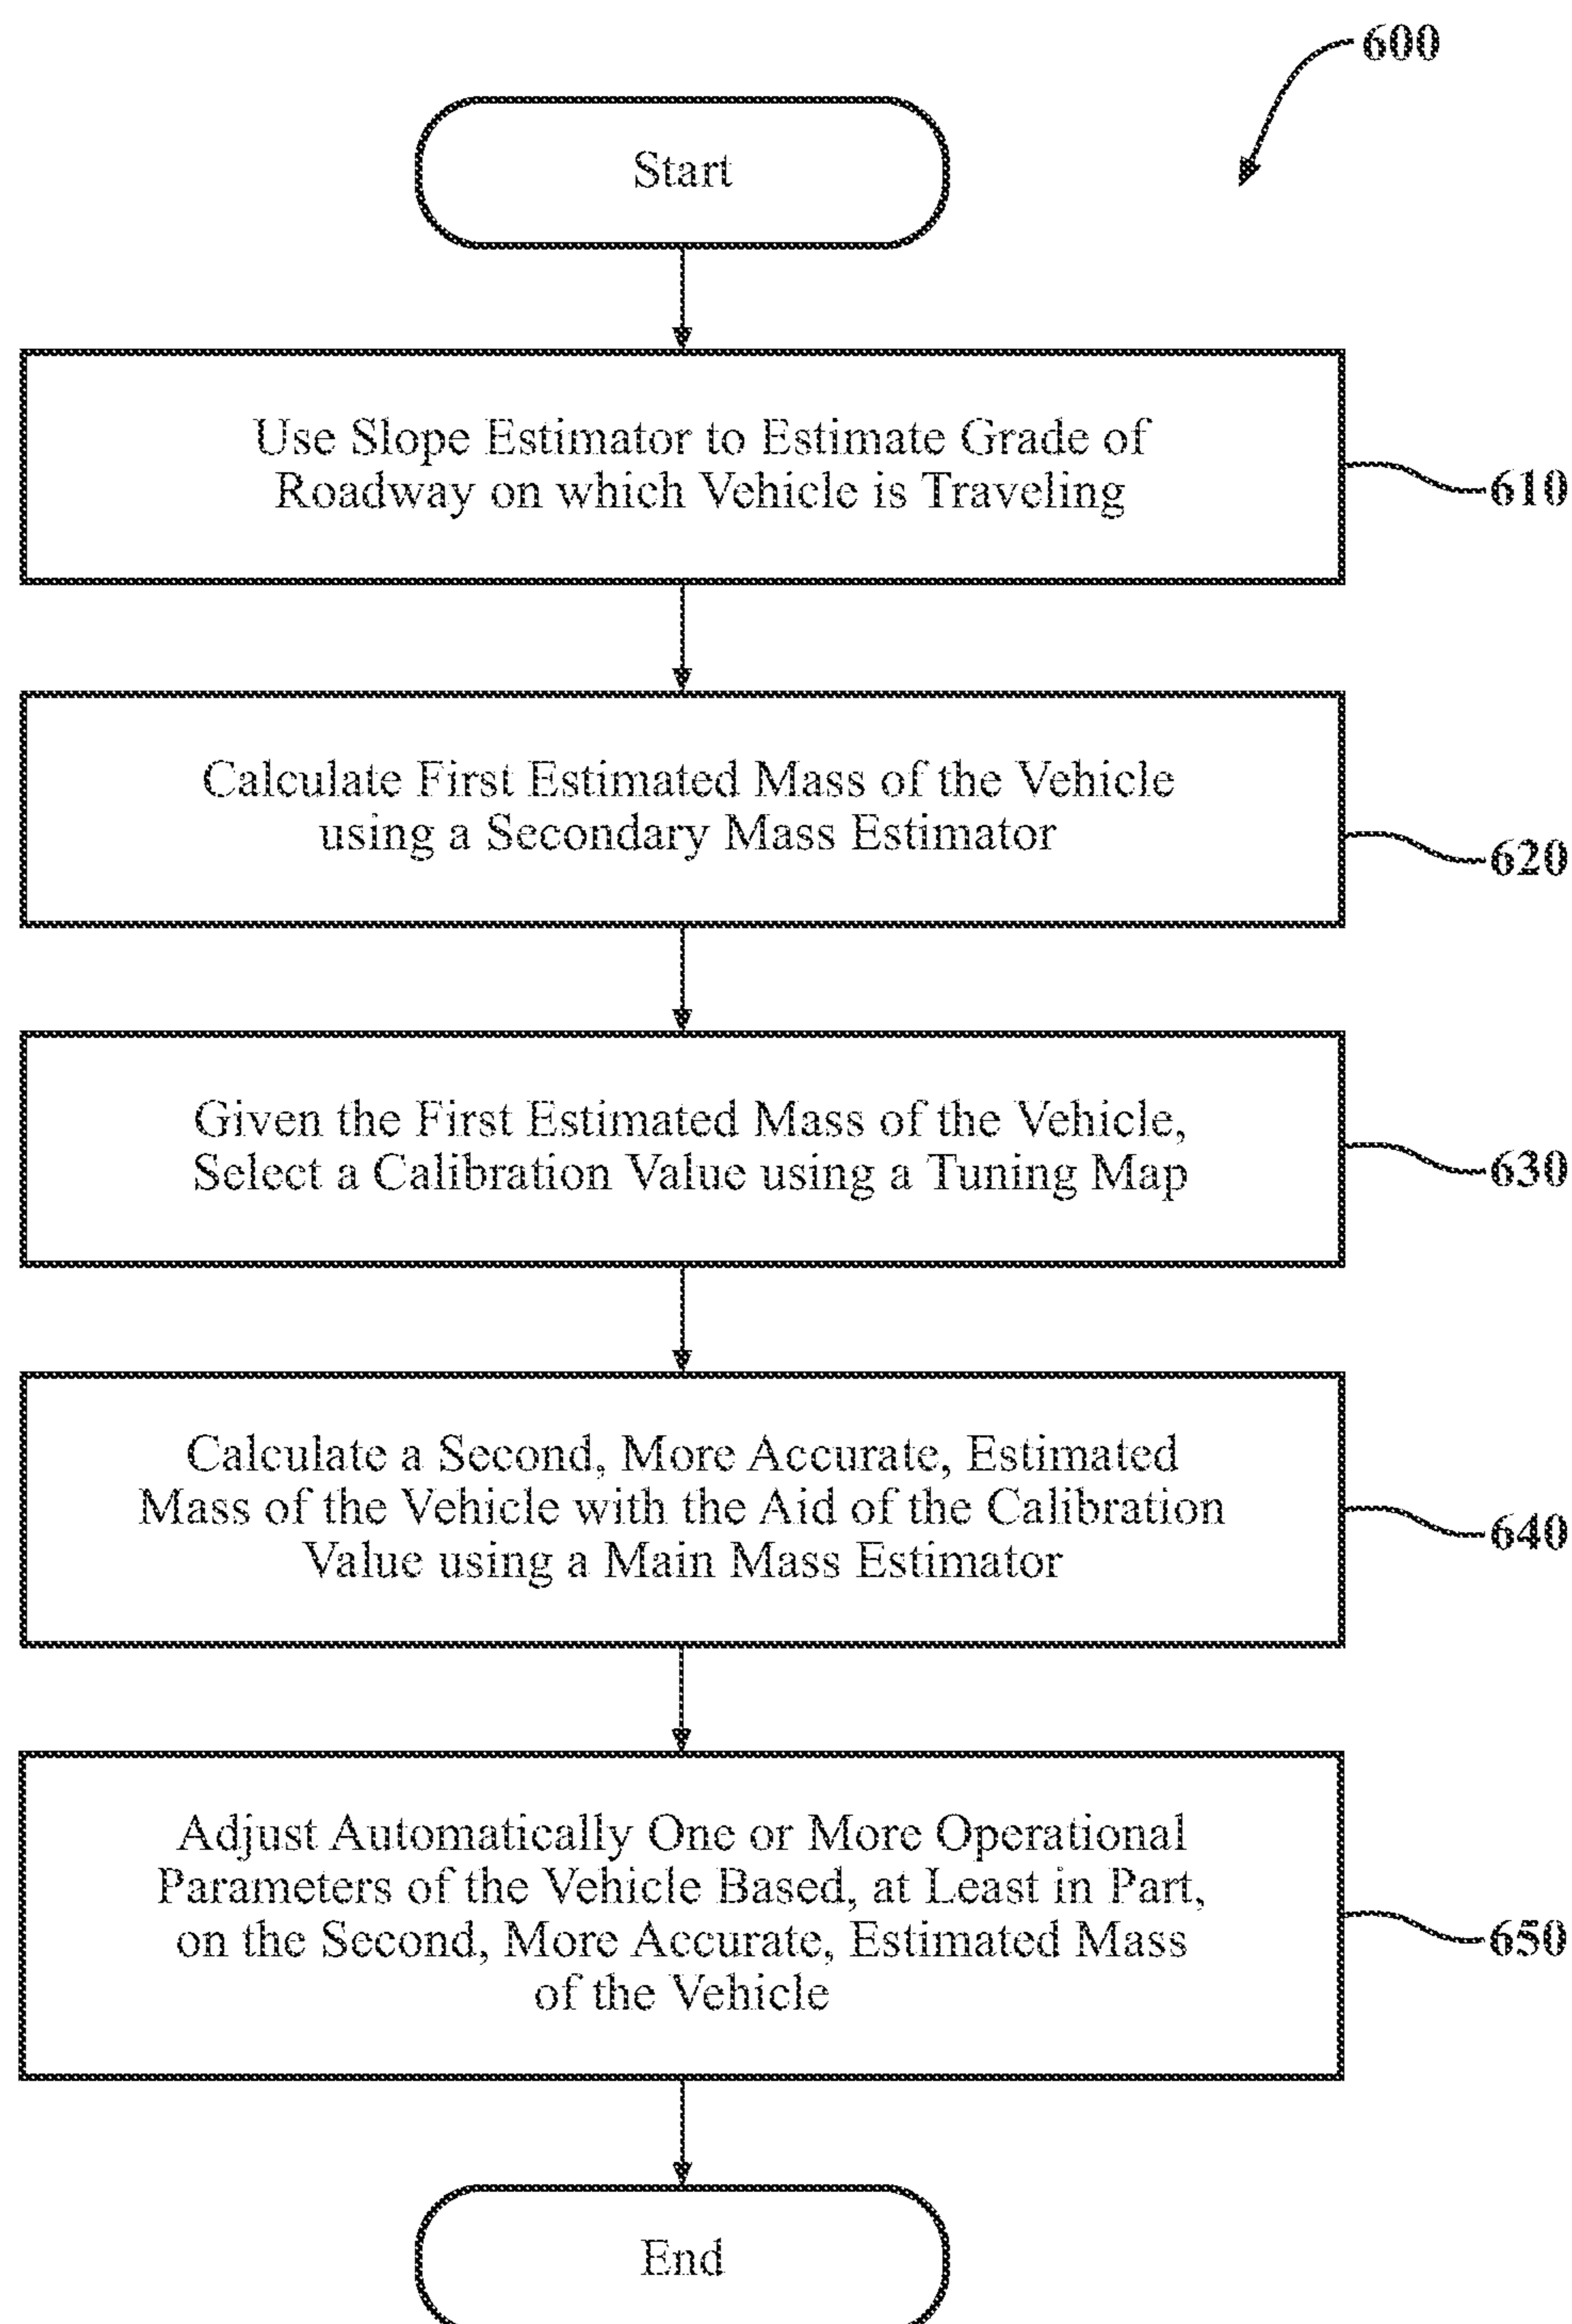 600
Start
Use Slope Estimator to Estimate Grade of
Roadway on which Vehicle is Traveling
610
Calculate First Estimated Mass of the Vehicle
using a Secondary Mass Estimator
620
Given the First Estimated Mass of the Vehicle,
Select a Calibration Value using a Tuning Map
630
Calculate a Second, More Accurate, Estimated
Mass of the Vehicle with the Aid of the Calibration
Value using a Main Mass Estimator
640
Adjust Automatically One or More Operational
Parameters of the Vehicle Based, at Least in Part,
on the Second, More Accurate, Estimated Mass
of the Vehicle
650
End